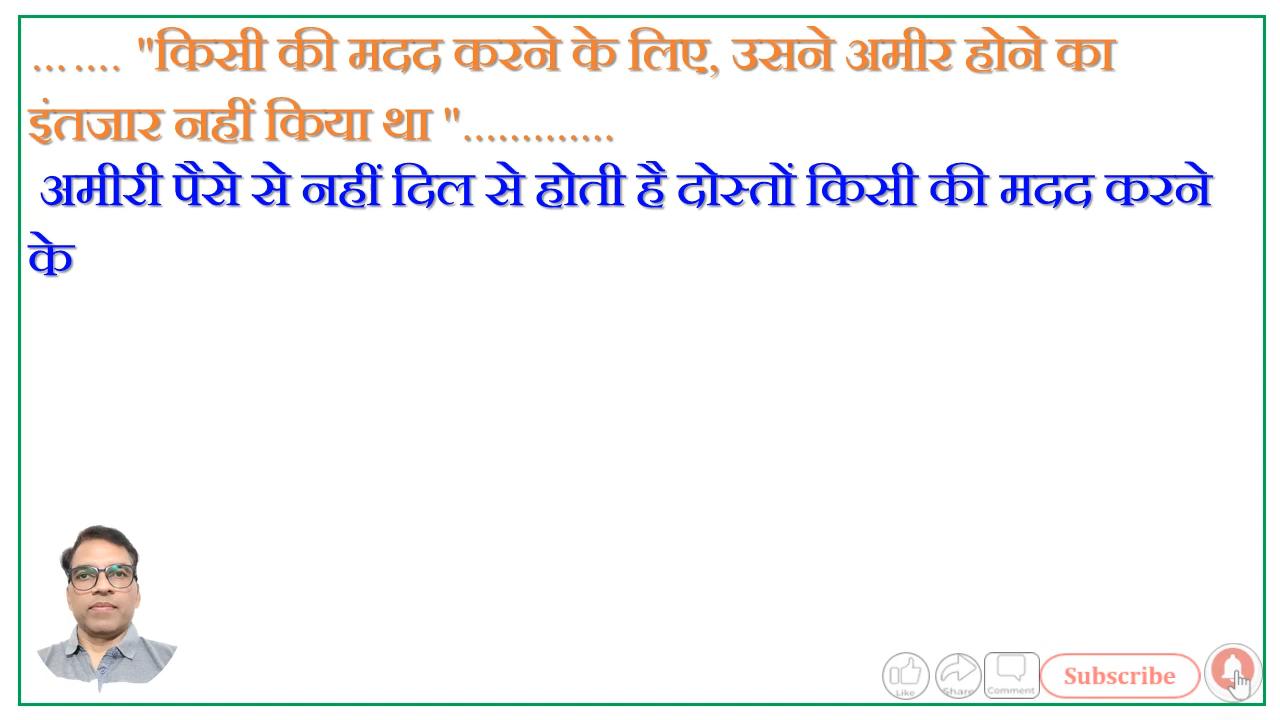 ……. "किसी की मदद करने के लिए, उसने अमीर होने का
इंतजार नहीं किया था ".............
अमीरी पैसे से नहीं दिल से होती है दोस्तों किसी की मदद करने
के
Like
Share
Comment
Subscribe